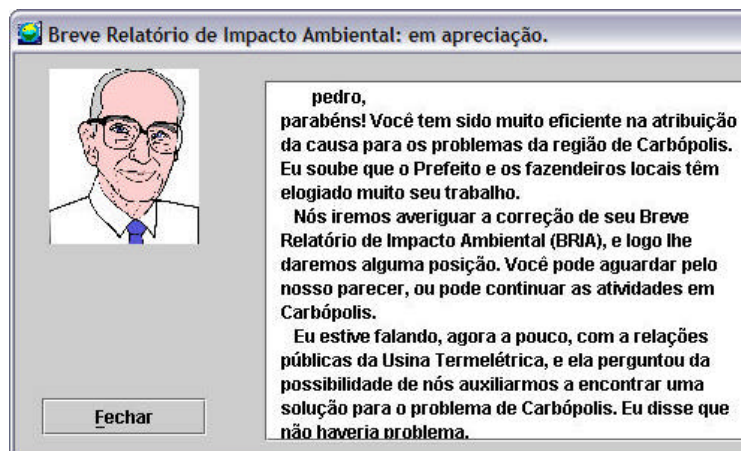 Breve Relatório de Impacto Ambiental: em apreciação.
pedro,
parabéns! Você tem sido muito eficiente na atribuição
da causa para os problemas da região de Carbópolis.
Eu soube que o Prefeito e os fazendeiros locais têm
elogiado muito seu trabalho.
Nós iremos averiguar a correção de seu Breve
Relatório de Impacto Ambiental (BRIA), e logo lhe
daremos alguma posição. Você pode aguardar pelo
nosso parecer, ou pode continuar as atividades em
Carbópolis.
Eu estive falando, agora a pouco, com a relações
públicas da Usina Termelétrica, e ela perguntou da
possibilidade de nós auxiliarmos a encontrar uma
solução para o problema de Carbópolis. Eu disse que
não haveria problema.
Fechar